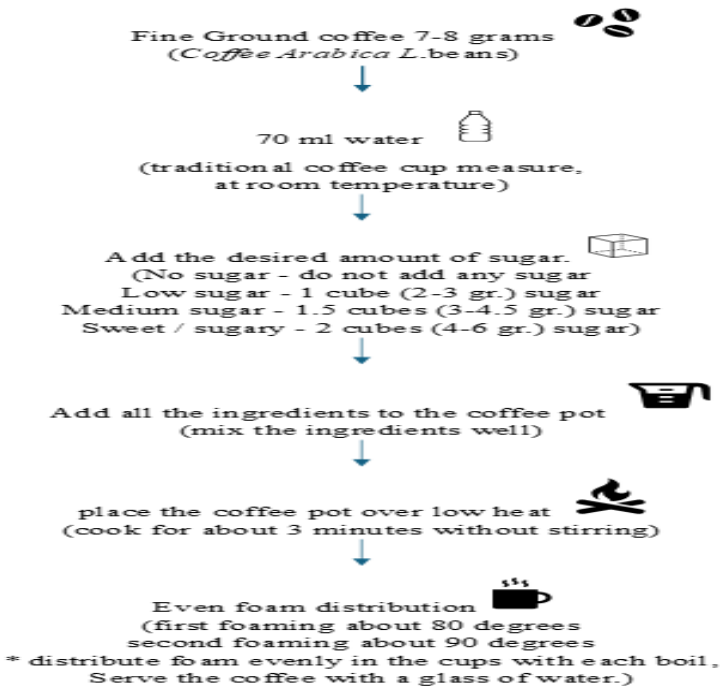 Fine Ground coffee 7-8 grams
(Coffee Arabica L.beans)
70 ml water
(traditional coffee cup measure,
at room temperature)
Add the desired amount of sugar.
(No sugar - do not add any sugar
Low sugar - 1 cube (2-3 gr.) sugar
Medium sugar - 1.5 cubes (3-4.5 gr.) sugar
Sweet / sugary - 2 cubes (4-6 gr.) sugar)
Add all the ingredients to the coffee pot
(mix the ingredients well)
place the coffee pot over low heat
(cook for about 3 minutes without stirring)
Even foam distribution
(first foaming about 80 degrees
second foaming about 90 degrees
* distribute foam evenly in the cups with each boil,
Serve the coffee with a glass of water.)